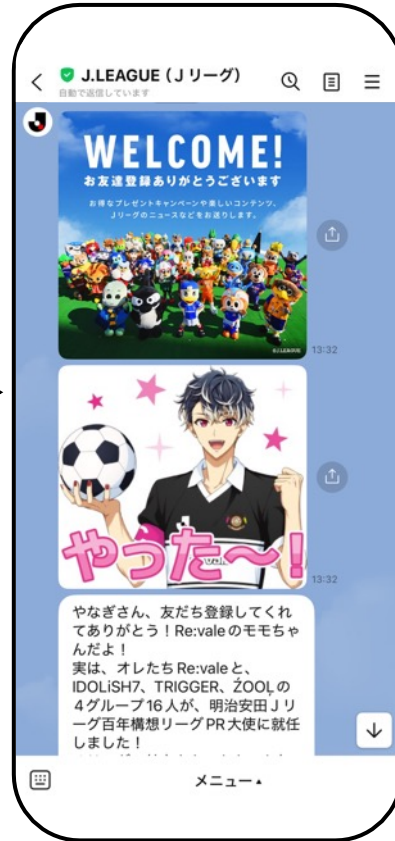 J.LEAGUE（Jリーグ）
自動で返信しています
WELCOME!
お友達登録ありがとうございます
お得なプレゼントキャンペーンや楽しいコンテンツ、
Jリーグのニュースなどをお送りします。
©J.LEAGUE
13:32
やった〜!
13:32
やなぎさん、友だち登録してくれ
てありがとう！Re:valeのモモちゃ
んだよ！
実は、オレたちRe:valeと、
IDOLiSH7、TRIGGER、ŹOOĻの
4グループ16人が、明治安田Jリ
ーグ百年構想リーグPR大使に就任
しました！
メニュー▲